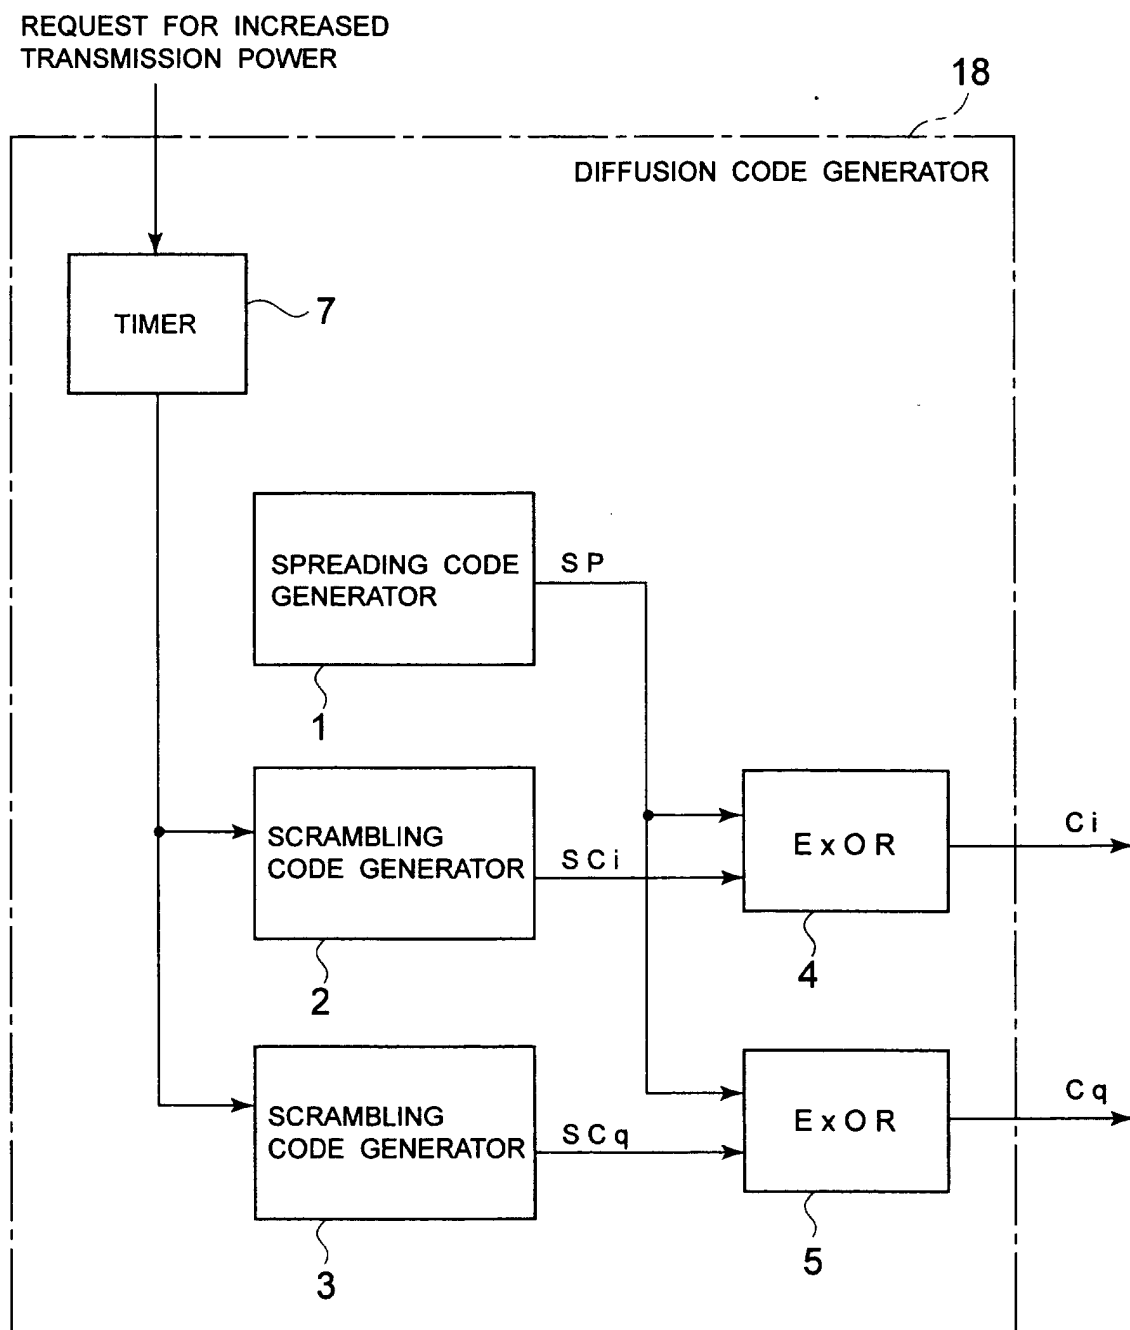 REQUEST FOR INCREASED
TRANSMISSION POWER
18
DIFFUSION CODE GENERATOR
TIMER
7
SPREADING CODE
GENERATOR
SP
1
SCRAMBLING
CODE GENERATOR
SCi
2
ExOR
Ci
4
SCRAMBLING
CODE GENERATOR
SCq
3
ExOR
Cq
5